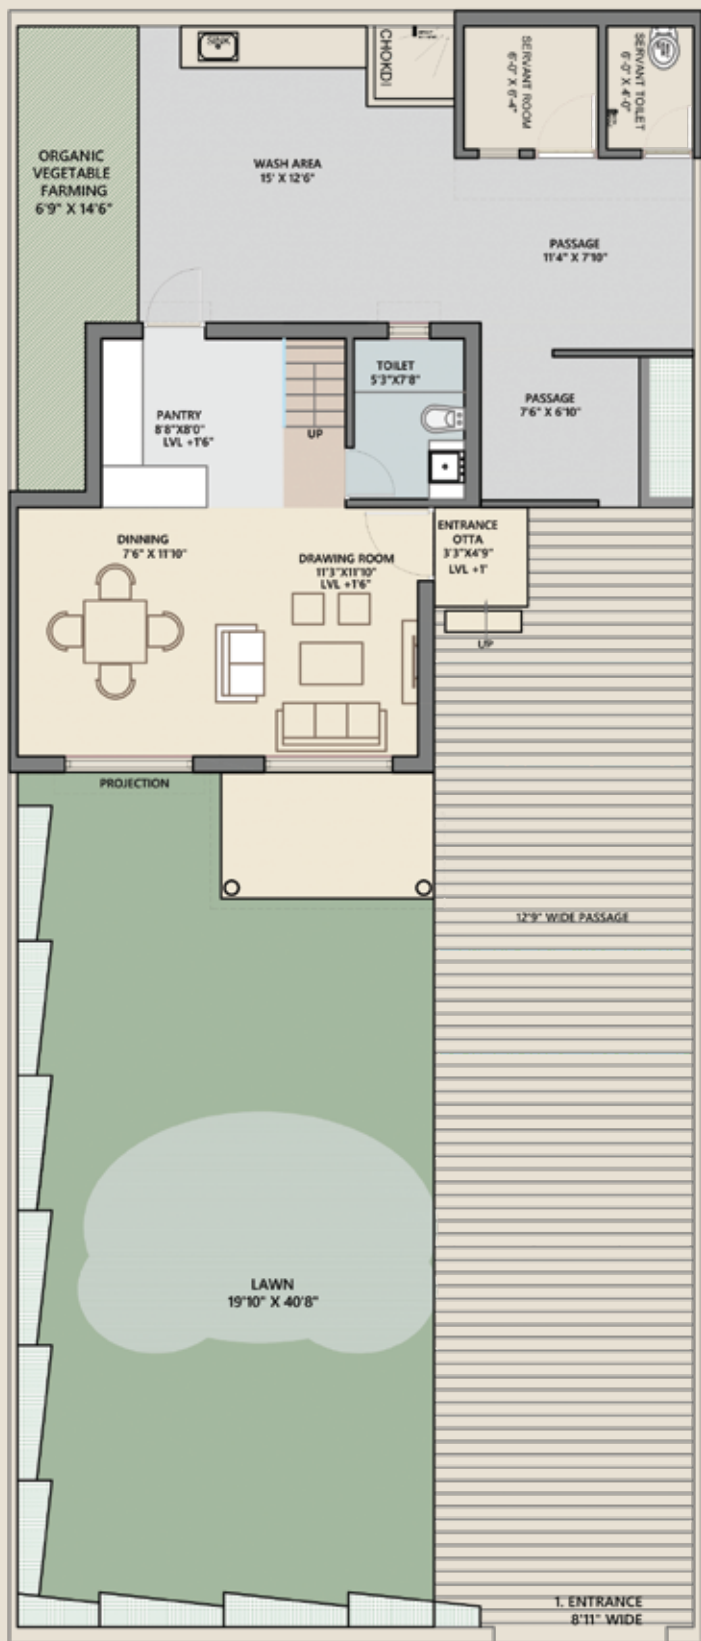 SINK
CHOKDI
SERVANT ROOM
6'-0" X 6'-4"
SERVANT TOILET
6'-0" X 4'-0"
ORGANIC
VEGETABLE
FARMING
6'9" X 14'6"
WASH AREA
15' X 12'6"
PASSAGE
11'4" X 7'10"
TOILET
5'3"X7'8"
PANTRY
8'8"X8'0"
LVL +1'6"
UP
PASSAGE
7'6" X 6'10"
DINNING
7'6" X 11'10"
DRAWING ROOM
11'3"X11'10"
LVL +1'6"
ENTRANCE
OTTA
3'3"X4'9"
LVL +1'
UP
PROJECTION
12'9" WIDE PASSAGE
LAWN
19'10" X 40'8"
1. ENTRANCE
8'11" WIDE